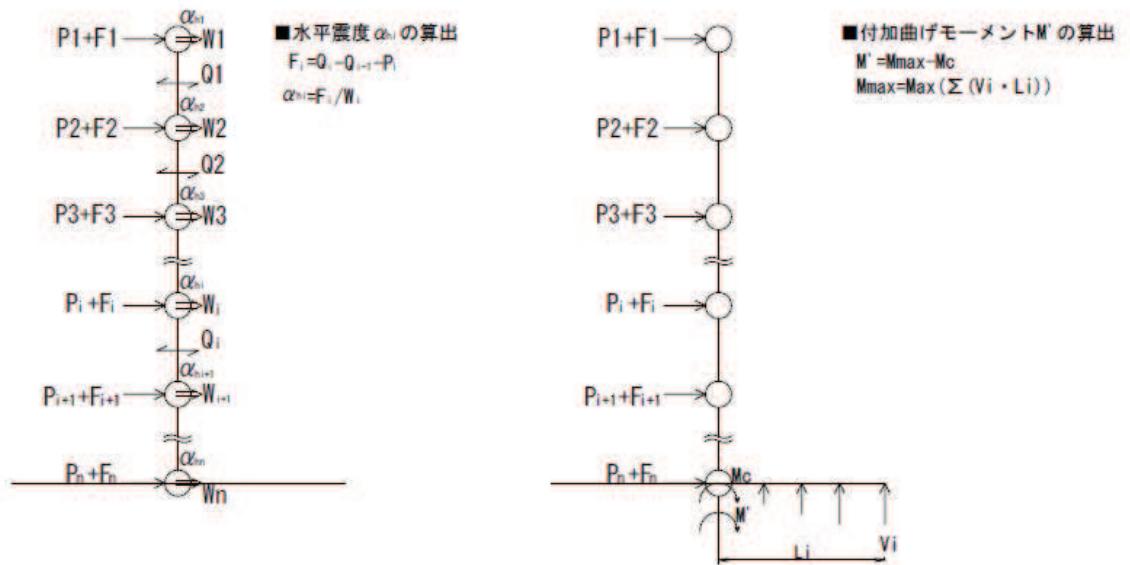 αh1
P1+F1
W1
Q1
αh2
P2+F2
W2
Q2
αh3
P3+F3
W3
αhi
Pi+Fi
Wi
Qi
αhi+1
Pi+1+Fi+1
Wi+1
αhn
Pn+Fn
Wn
■水平震度αhiの算出
Fi=Qi-Qi-1-Pi
αhi=Fi/Wi
P1+F1
P2+F2
P3+F3
Pi+Fi
Pi+1+Fi+1
Pn+Fn
Mc
M'
Li
Vi
■付加曲げモーメントM'の算出
M'=Mmax-Mc
Mmax=Max(Σ(Vi・Li))